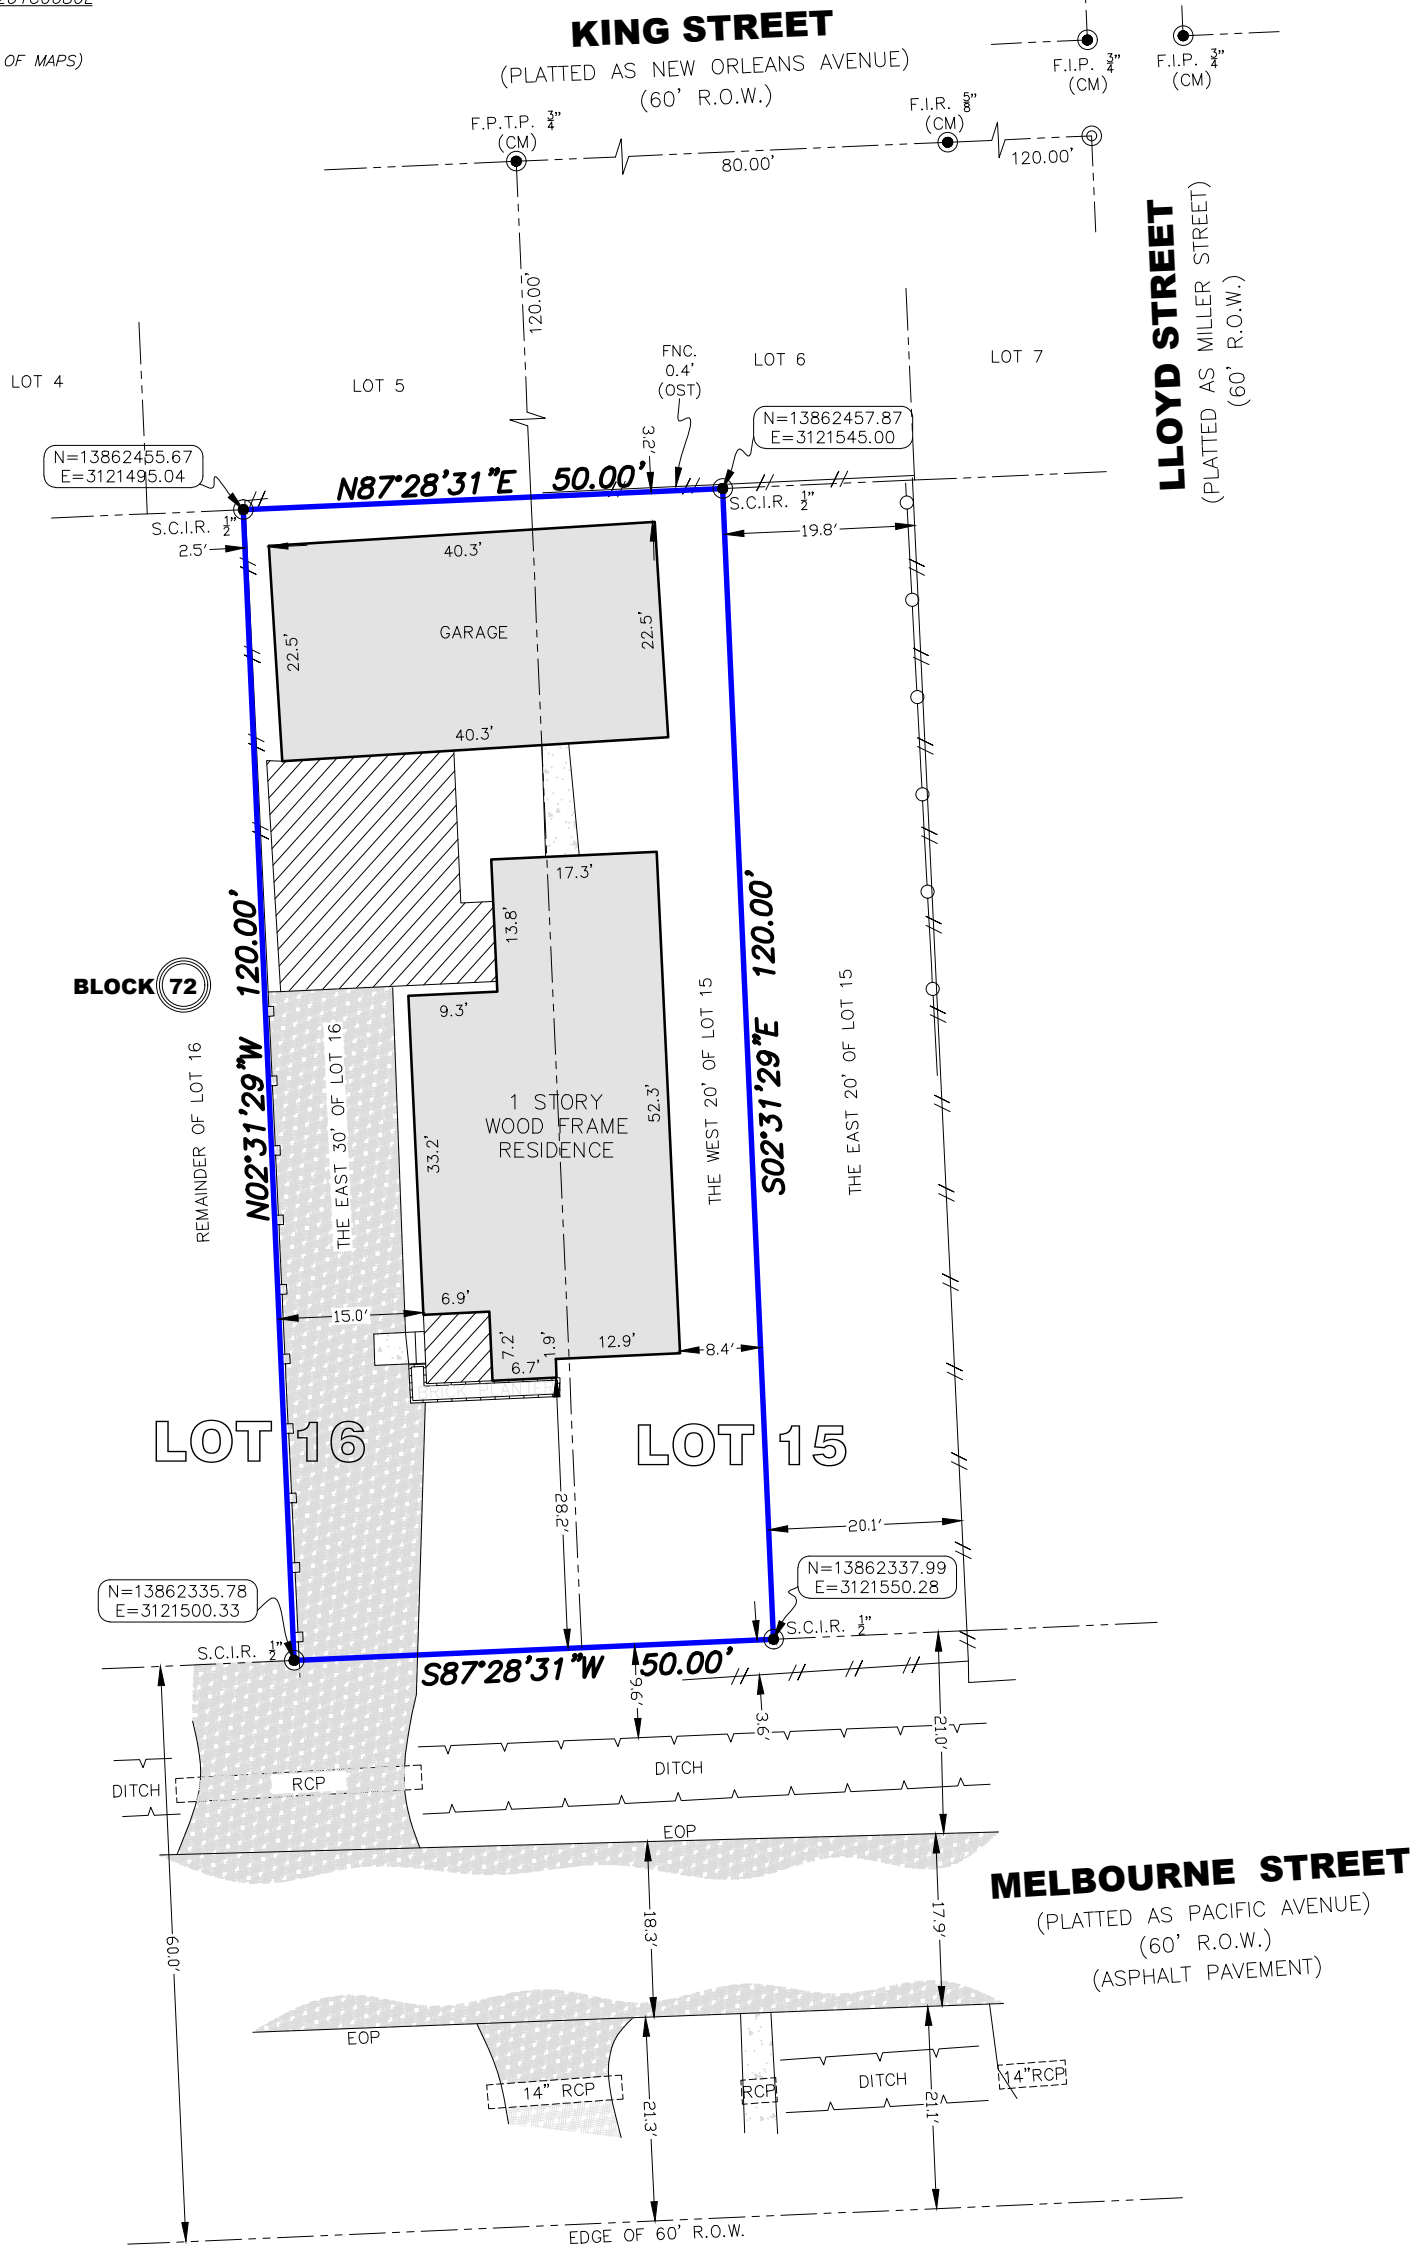 OF MAPS)
KING STREET
(PLATTED AS NEW ORLEANS AVENUE)
(60' R.O.W.)
F.I.P. 3/4"
(CM)
F.I.P. 3/4"
(CM)
F.P.T.P. 3/4"
(CM)
F.I.R. 5/8"
(CM)
80.00'
120.00'
LLOYD STREET
(PLATTED AS MILLER STREET)
(60' R.O.W.)
120.00'
LOT 4
LOT 5
FNC.
0.4'
(OST)
LOT 6
LOT 7
N=13862455.67
E=3121495.04
N=13862457.87
E=3121545.00
3.2'
N87°28'31"E 50.00'
S.C.I.R. 1/2"
S.C.I.R. 1/2"
2.5'
19.8'
40.3'
22.5'
GARAGE
22.5'
40.3'
17.3'
13.8'
N02°31'29"W 120.00'
S02°31'29"E 120.00'
BLOCK 72
9.3'
REMAINDER OF LOT 16
THE EAST 30' OF LOT 16
THE WEST 20' OF LOT 15
THE EAST 20' OF LOT 15
1 STORY
WOOD FRAME
RESIDENCE
33.2'
52.3'
6.9'
15.0'
7.2'
1.9'
12.9'
8.4'
6.7'
BRICK PLANTER
LOT 16
LOT 15
28.2'
20.1'
N=13862335.78
E=3121500.33
N=13862337.99
E=3121550.28
S.C.I.R. 1/2"
S.C.I.R. 1/2"
S87°28'31"W 50.00'
9.6'
3.6'
21.0'
DITCH
RCP
DITCH
EOP
MELBOURNE STREET
(PLATTED AS PACIFIC AVENUE)
(60' R.O.W.)
(ASPHALT PAVEMENT)
60.0'
18.3'
17.9'
EOP
14" RCP
RCP
DITCH
14"RCP
21.3'
21.1'
EDGE OF 60' R.O.W.